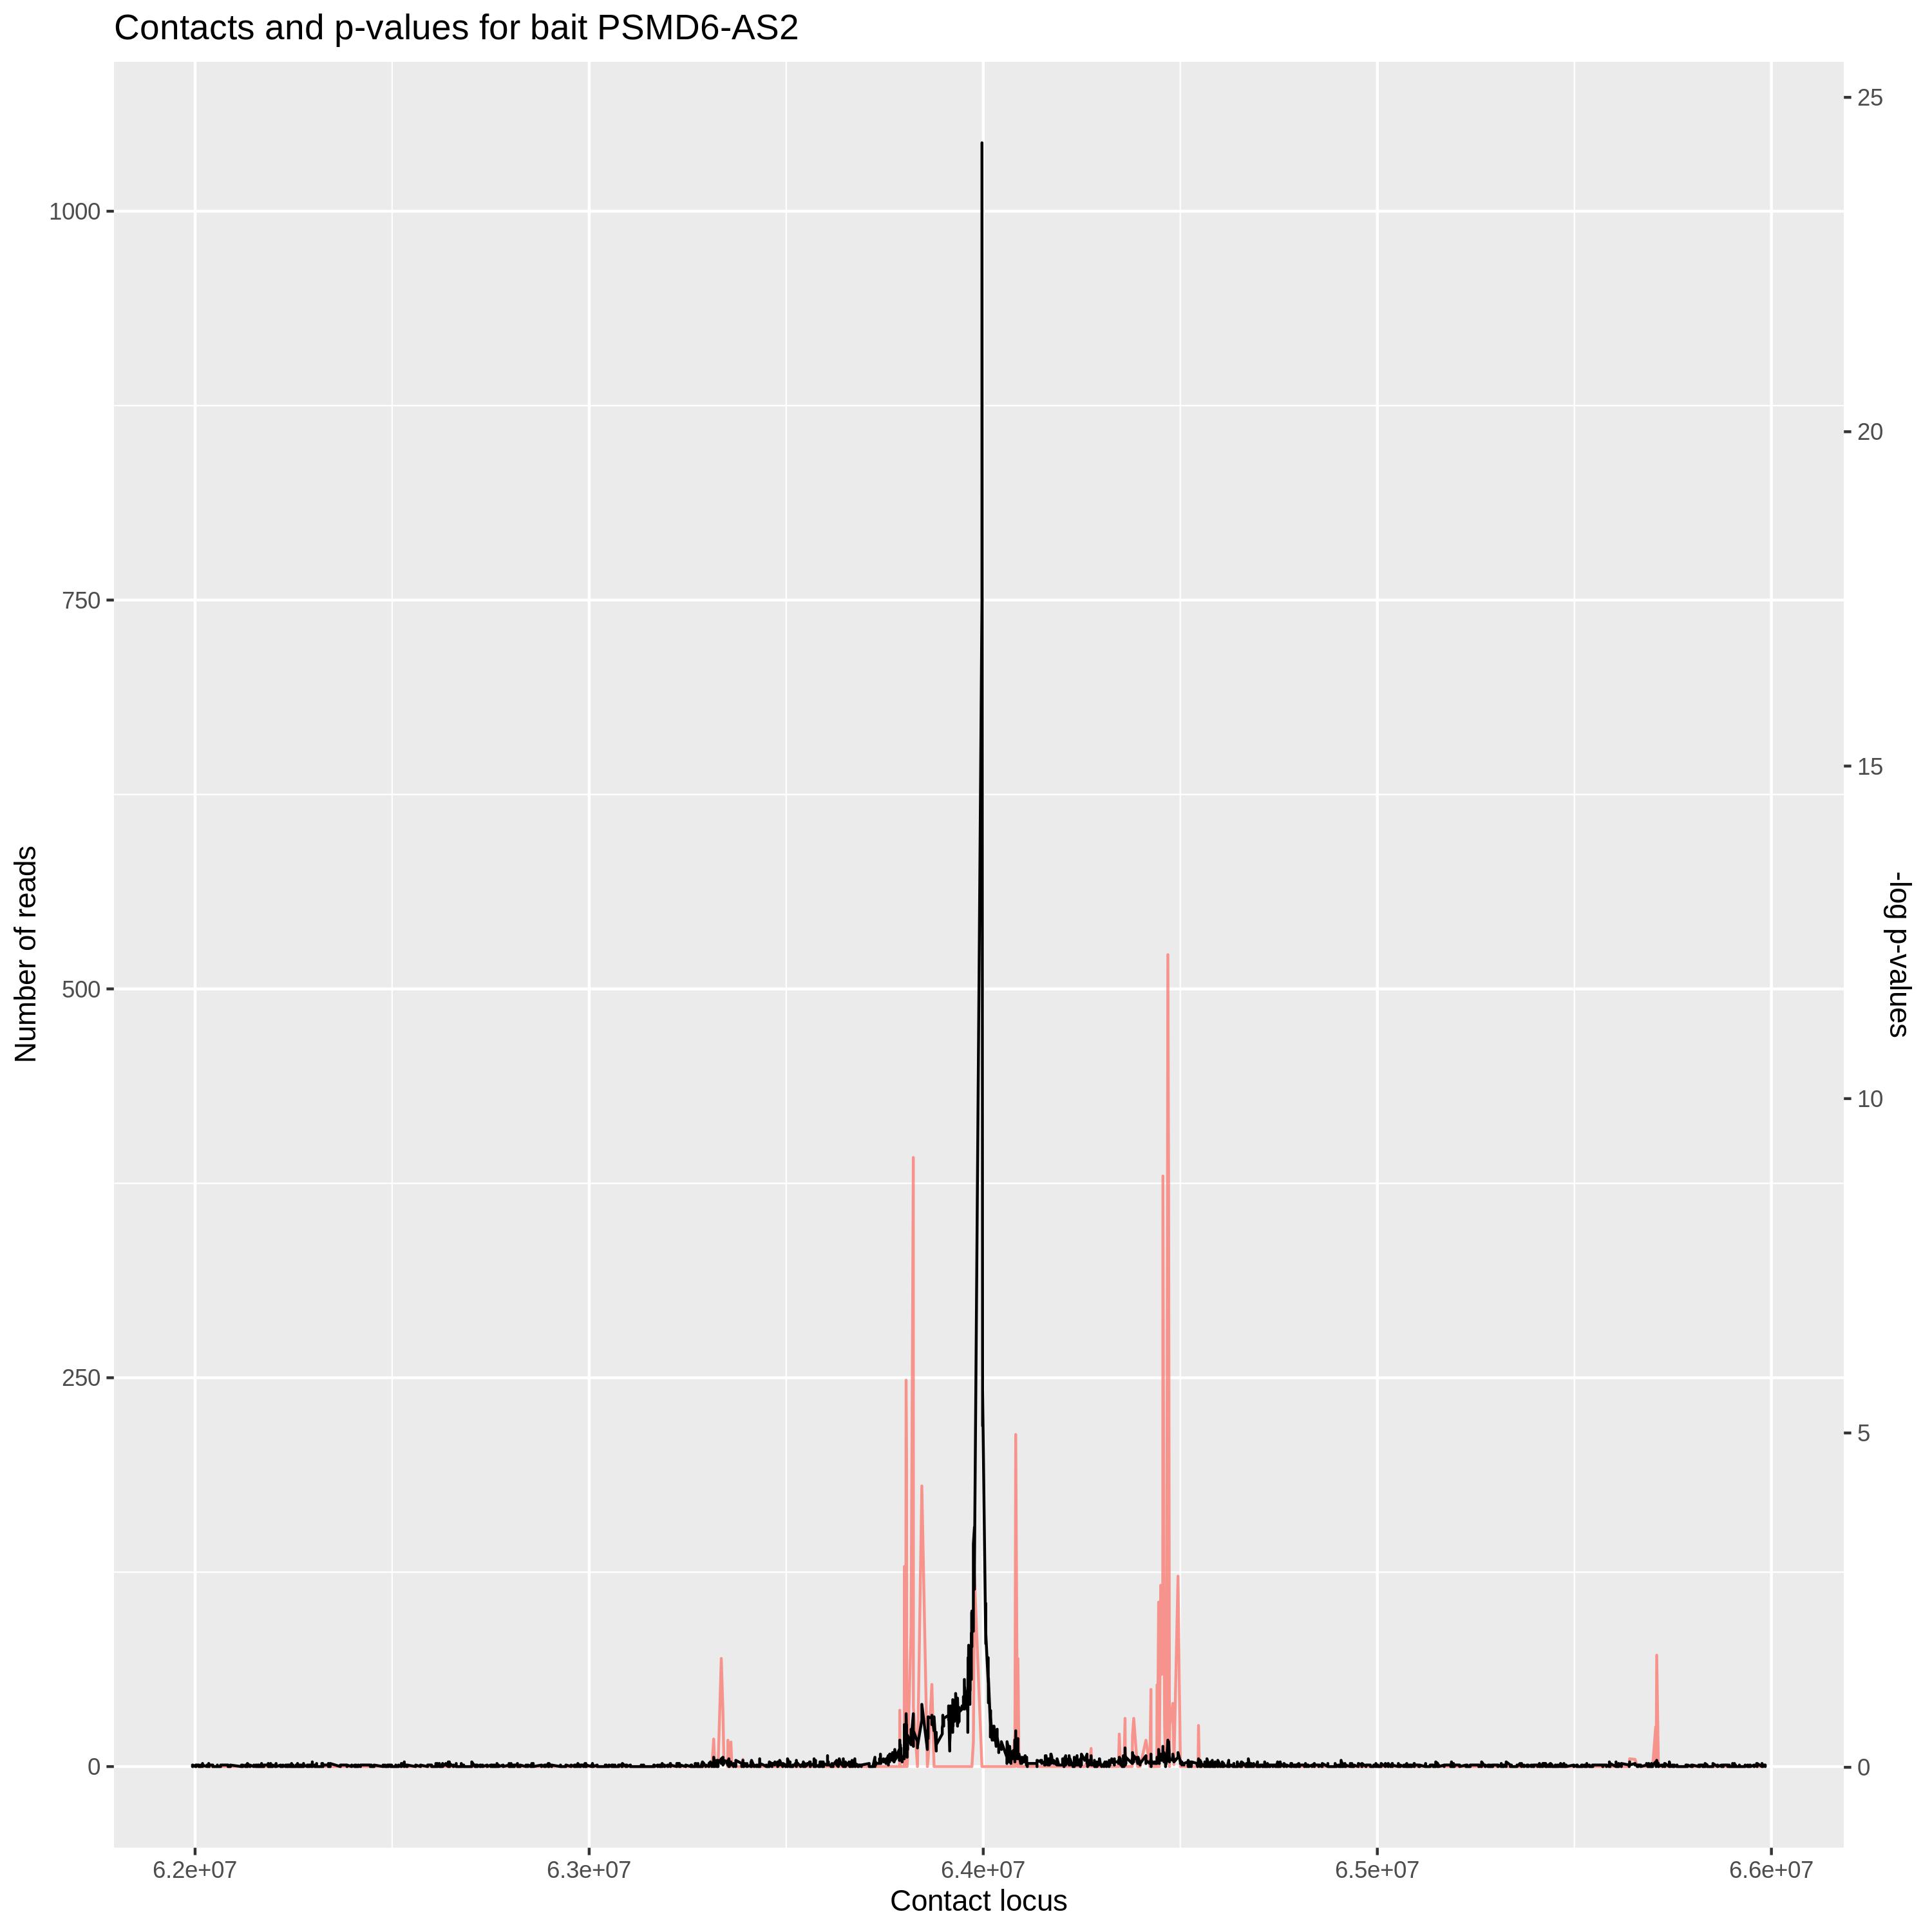 Contacts and p-values for bait PSMD6-AS2
25
1000
20
750
15
Number of reads
-log p-values
500
10
250
5
0
0
6.2e+07
6.3e+07
6.4e+07
6.5e+07
6.6e+07
Contact locus